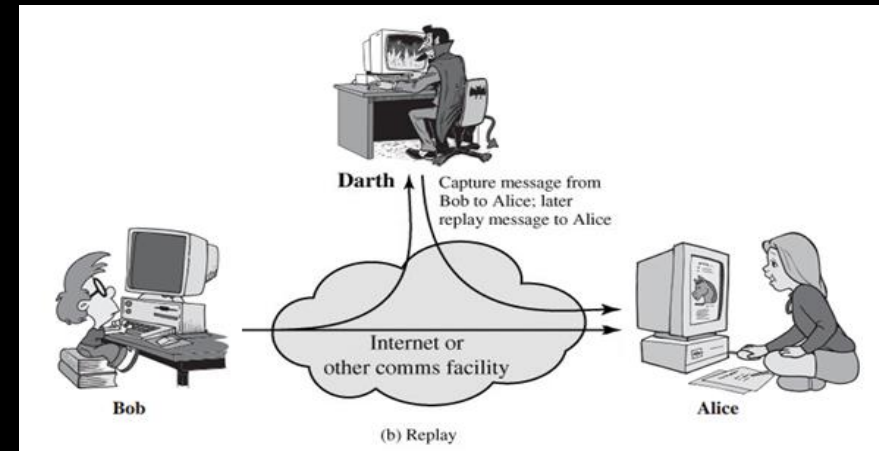 Darth
Capture message from
Bob to Alice; later
replay message to Alice
Internet or
other comms facility
Bob
Alice
(b) Replay